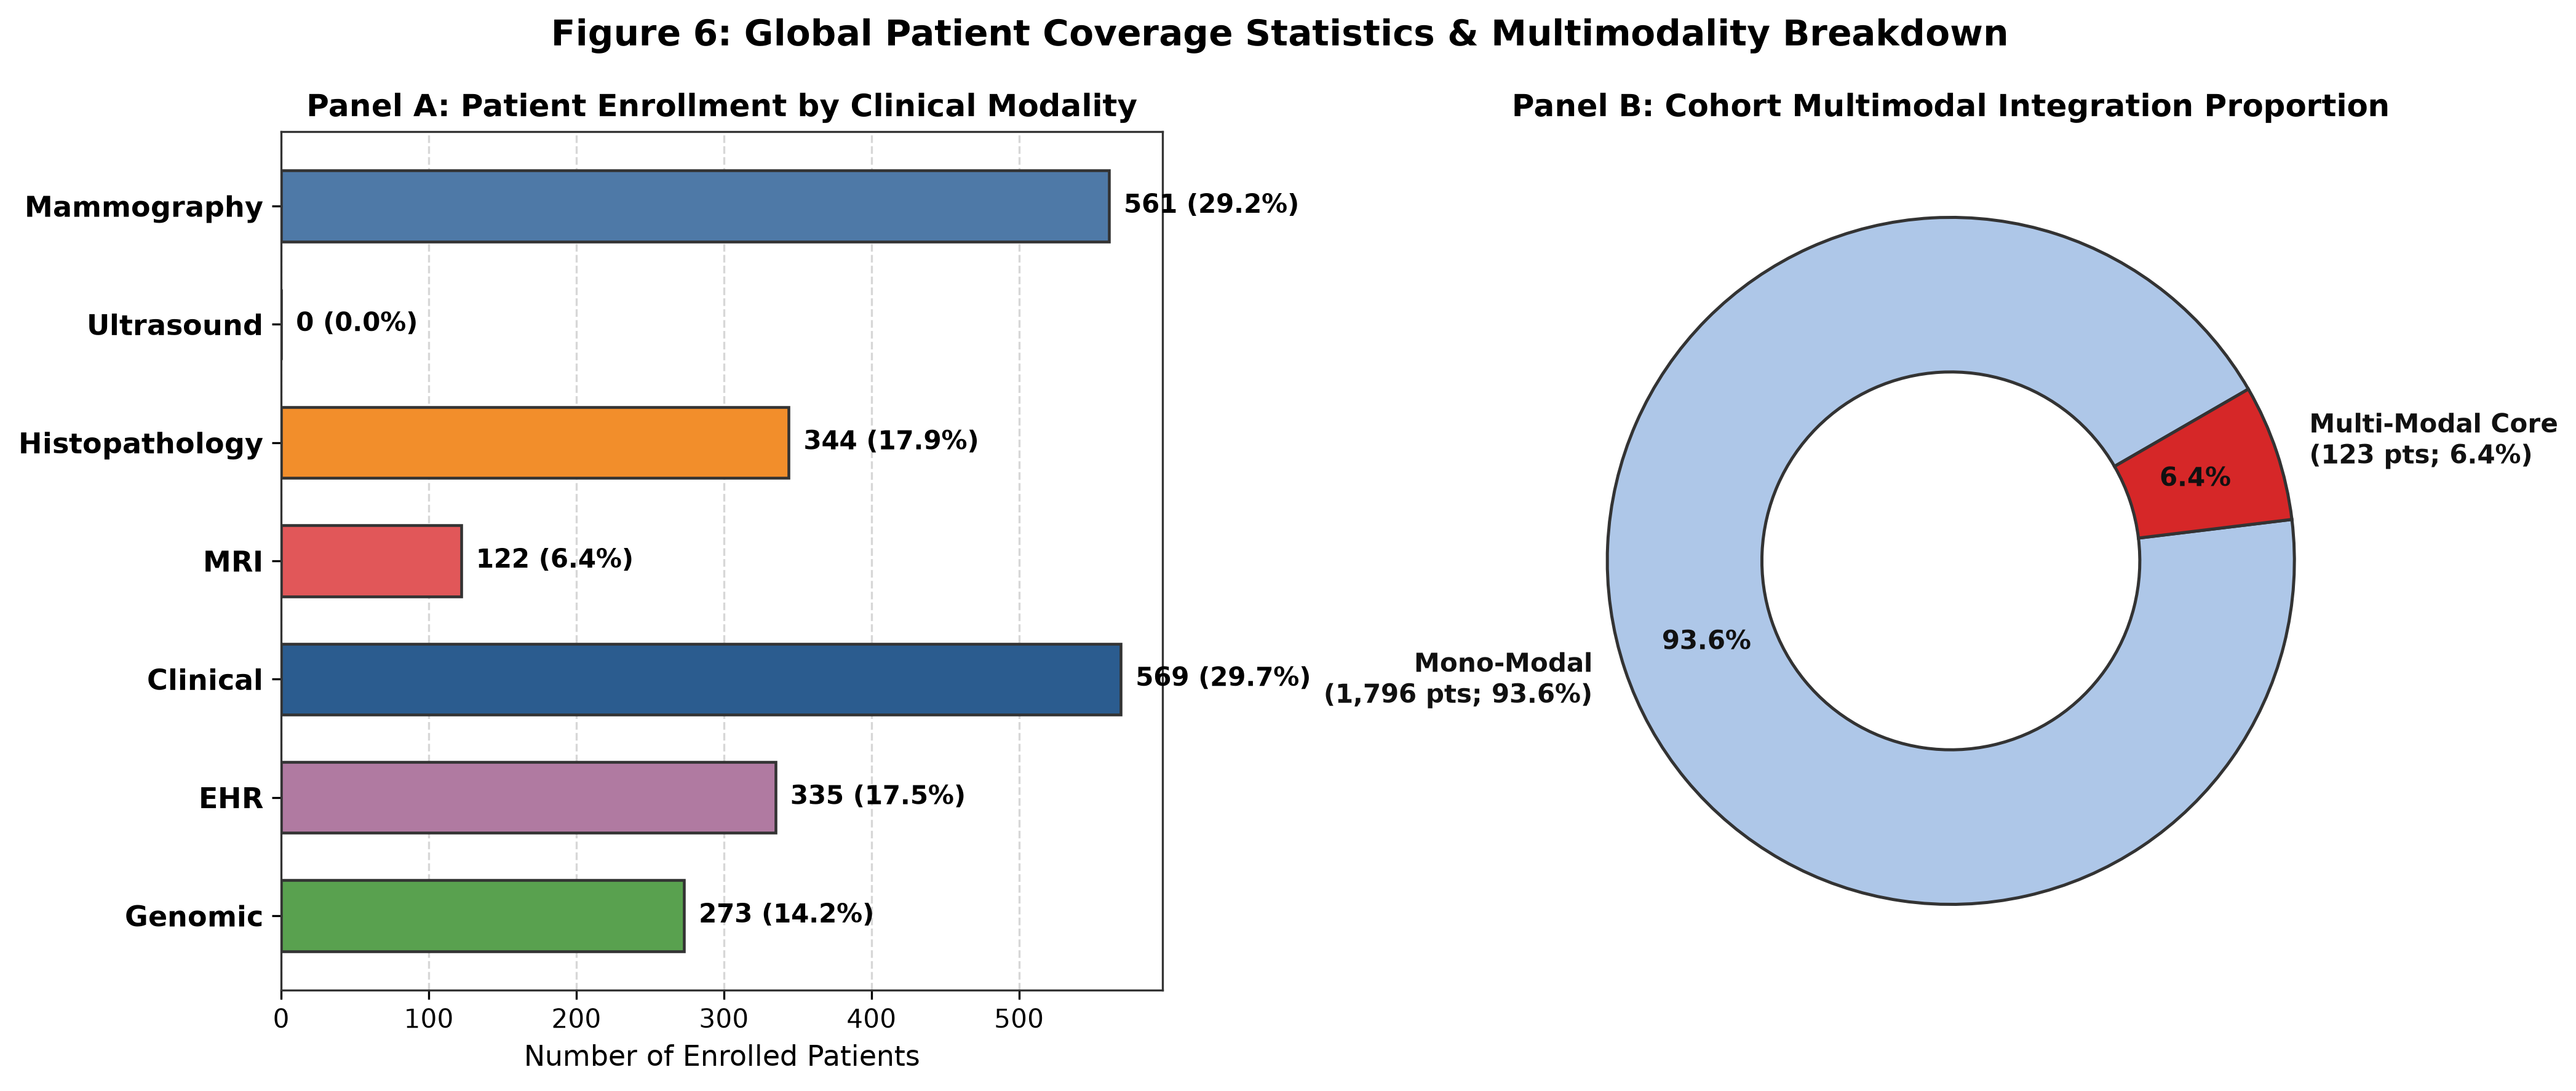 Figure 6: Global Patient Coverage Statistics & Multimodality Breakdown
Panel A: Patient Enrollment by Clinical Modality
Mammography
561 (29.2%)
Ultrasound
0 (0.0%)
Histopathology
344 (17.9%)
MRI
122 (6.4%)
Clinical
569 (29.7%)
EHR
335 (17.5%)
Genomic
273 (14.2%)
0 100 200 300 400 500
Number of Enrolled Patients
Panel B: Cohort Multimodal Integration Proportion
Multi-Modal Core
(123 pts; 6.4%)
6.4%
93.6%
Mono-Modal
(1,796 pts; 93.6%)